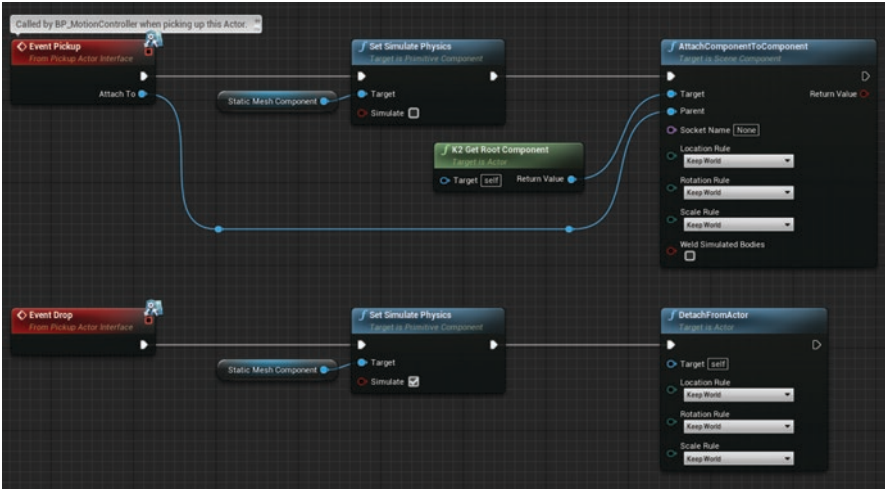 Called by BP_MotionController when picking up this Actor.
Event Pickup
From Pickup Actor Interface
Attach To
Static Mesh Component
Set Simulate Physics
Target is Primitive Component
Target
Simulate
K2 Get Root Component
Target is Actor
Target self Return Value
AttachComponentToComponent
Target is Scene Component
Target Return Value
Parent
Socket Name None
Location Rule
Keep World
Rotation Rule
Keep World
Scale Rule
Keep World
Weld Simulated Bodies
Event Drop
From Pickup Actor Interface
Static Mesh Component
Set Simulate Physics
Target is Primitive Component
Target
Simulate
DetachFromActor
Target is Actor
Target self
Location Rule
Keep World
Rotation Rule
Keep World
Scale Rule
Keep World